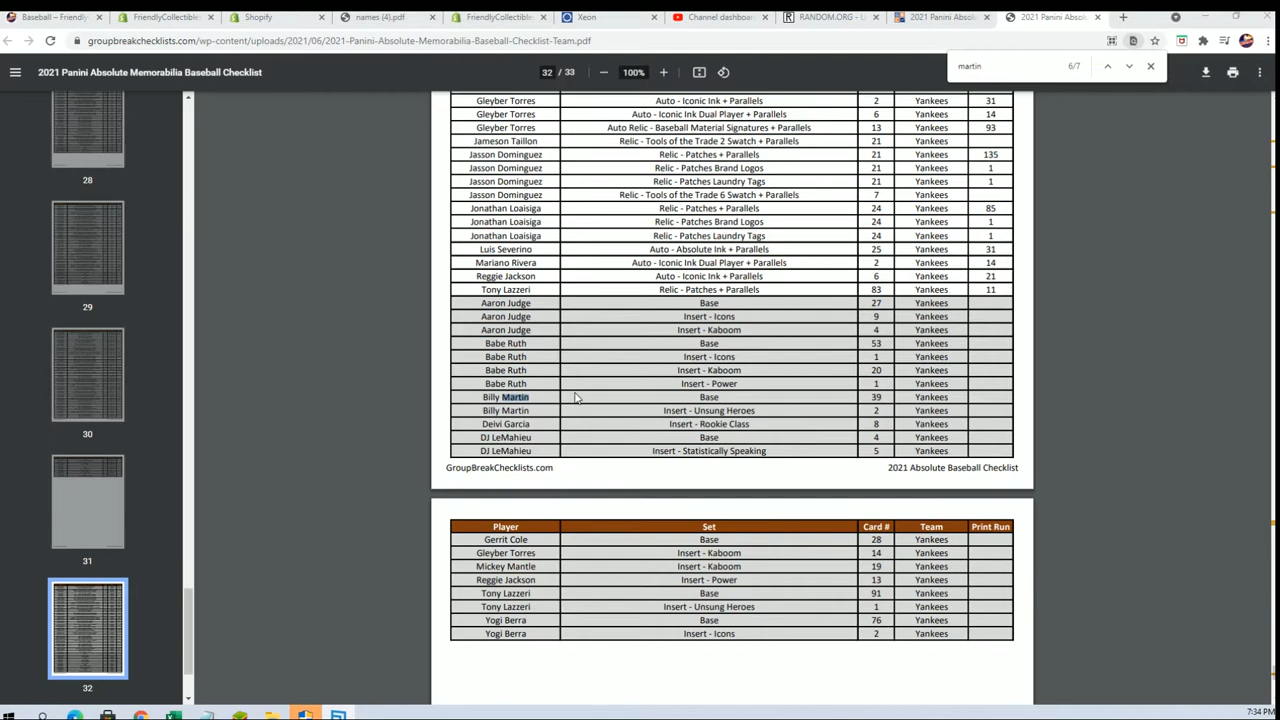 Baseball – Friendly
FriendlyCollectibles
Shopify
names (4).pdf
FriendlyCollectibles
Xeon
Channel dashboard
RANDOM.ORG - L
2021 Panini Absolu
2021 Panini Absol
groupbreakchecklists.org/wp-content/uploads/2021/06/2021-Panini-Absolute-Memorabilia-Baseball-Checklist-Team.pdf
martin 6/7
2021 Panini Absolute Memorabilia Baseball Checklist 32 / 33 100%
28
29
30
31
32
Gleyber Torres Auto - Iconic Ink + Parallels 2 Yankees 31
Gleyber Torres Auto - Iconic Ink Dual Player + Parallels 6 Yankees 14
Gleyber Torres Auto Relic - Baseball Material Signatures + Parallels 13 Yankees 93
Jameson Taillon Relic - Tools of the Trade 2 Swatch + Parallels 21 Yankees
Jasson Dominguez Relic - Patches + Parallels 21 Yankees 135
Jasson Dominguez Relic - Patches Brand Logos 21 Yankees 1
Jasson Dominguez Relic - Patches Laundry Tags 21 Yankees 1
Jasson Dominguez Relic - Tools of the Trade 6 Swatch + Parallels 7 Yankees
Jonathan Loaisiga Relic - Patches + Parallels 24 Yankees 85
Jonathan Loaisiga Relic - Patches Brand Logos 24 Yankees 1
Jonathan Loaisiga Relic - Patches Laundry Tags 24 Yankees 1
Luis Severino Auto - Absolute Ink + Parallels 25 Yankees 31
Mariano Rivera Auto - Iconic Ink Dual Player + Parallels 2 Yankees 14
Reggie Jackson Auto - Iconic Ink + Parallels 6 Yankees 21
Tony Lazzeri Relic - Patches + Parallels 83 Yankees 11
Aaron Judge Base 27 Yankees
Aaron Judge Insert - Icons 9 Yankees
Aaron Judge Insert - Kaboom 4 Yankees
Babe Ruth Base 53 Yankees
Babe Ruth Insert - Icons 1 Yankees
Babe Ruth Insert - Kaboom 20 Yankees
Babe Ruth Insert - Power 1 Yankees
Billy Martin Base 39 Yankees
Billy Martin Insert - Unsung Heroes 2 Yankees
Deivi Garcia Insert - Rookie Class 8 Yankees
DJ LeMahieu Base 4 Yankees
DJ LeMahieu Insert - Statistically Speaking 5 Yankees
GroupBreakChecklists.com 2021 Absolute Baseball Checklist
Player Set Card # Team Print Run
Gerrit Cole Base 28 Yankees
Gleyber Torres Insert - Kaboom 14 Yankees
Mickey Mantle Insert - Kaboom 19 Yankees
Reggie Jackson Insert - Power 13 Yankees
Tony Lazzeri Base 91 Yankees
Tony Lazzeri Insert - Unsung Heroes 1 Yankees
Yogi Berra Base 76 Yankees
Yogi Berra Insert - Icons 2 Yankees
7:34 PM